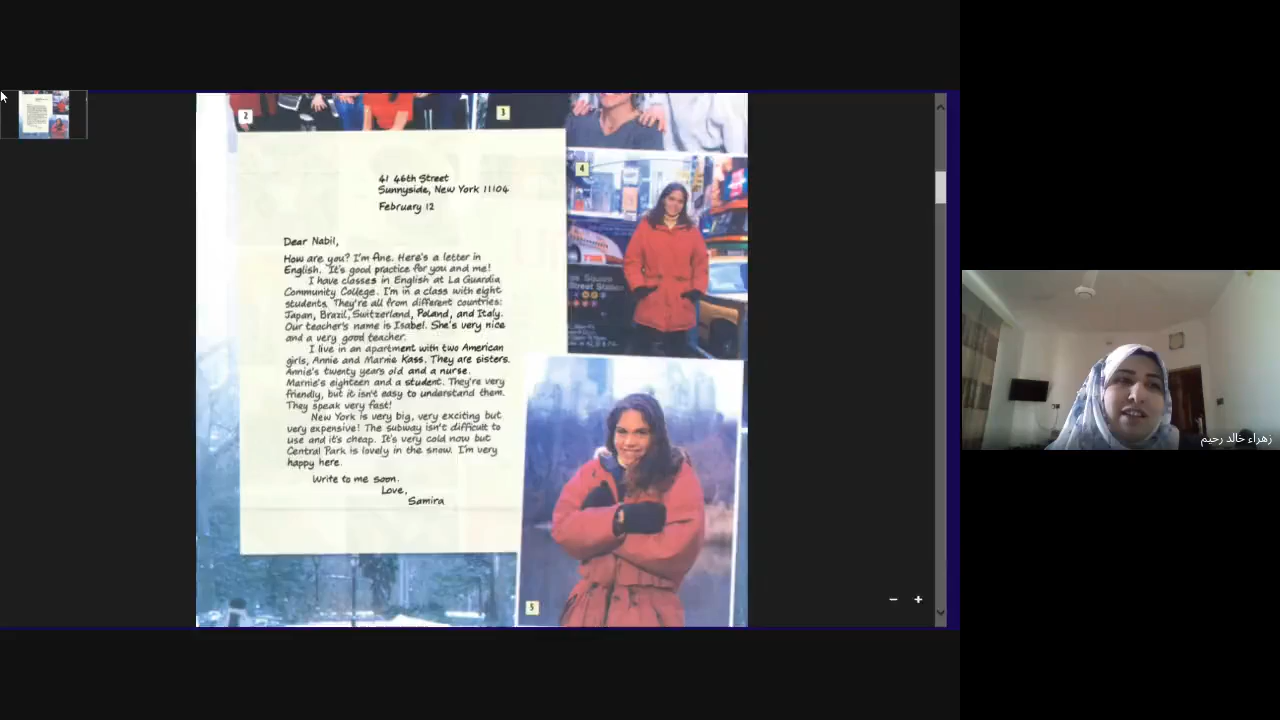 2
3
4
41 46th Street
Sunnyside, New York 11104
February 12
Dear Nabil,
How are you? I'm fine. Here's a letter in
English. It's good practice for you and me!
I have classes in English at La Guardia
Community College. I'm in a class with eight
students. They're all from different countries:
Japan, Brazil, Switzerland, Poland, and Italy.
Our teacher's name is Isabel. She's very nice
and a very good teacher.
I live in an apartment with two American
girls, Annie and Marnie Kass. They are sisters.
Annie's twenty years old and a nurse.
Marnie's eighteen and a student. They're very
friendly, but it isn't easy to understand them.
They speak very fast!
New York is very big, very exciting but
very expensive! The subway isn't difficult to
use and it's cheap. It's very cold now but
Central Park is lovely in the snow. I'm very
happy here.
Write to me soon.
Love,
Samira
Square
Street Station
5
زهراء خالد رحيم